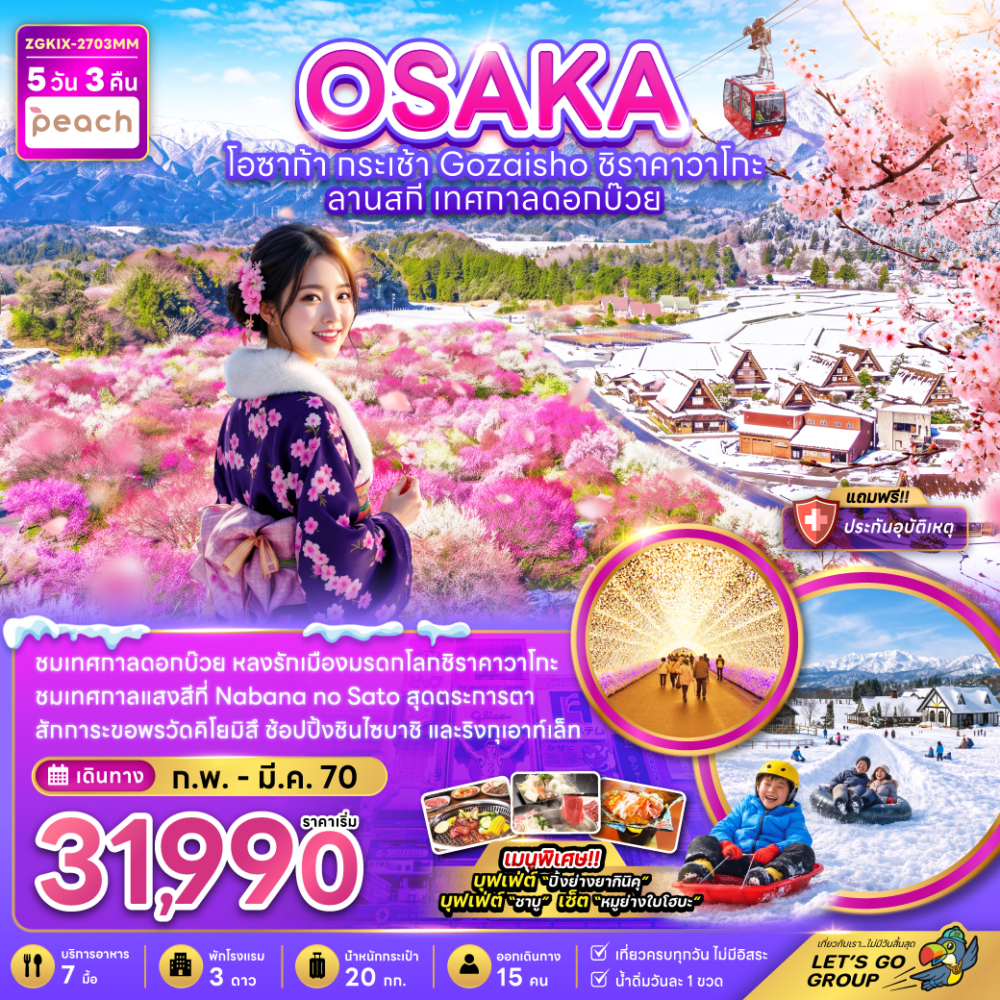 ZGKIX-2703MM
5 วัน 3 คืน
peach
OSAKA
โอซาก้า กระเช้า Gozaisho ชิราคาวาโกะ
ลานสกี เทศกาลดอกบ๊วย
แถมฟรี!!
ประกันอุบัติเหตุ
ชมเทศกาลดอกบ๊วย หลงรักเมืองมรดกโลกชิราคาวาโกะ
ชมเทศกาลแสงสีที่ Nabana no Sato สุดตระการตา
สักการะขอพรวัดคิโยมิสึ ช้อปปิ้งชินไซบาชิ และริงกุเอาท์เล็ท
เดินทาง ก.พ. - มี.ค. 70
ราคาเริ่ม
31,990
เมนูพิเศษ!!
บุฟเฟ่ต์ “ปิ้งย่างยากินิคุ”
บุฟเฟ่ต์ “ชาบู” เซ็ต “หมูย่างใบโฮบะ”
บริการอาหาร
7 มื้อ
พักโรงแรม
3 ดาว
น้ำหนักกระเป๋า
20 กก.
ออกเดินทาง
15 คน
เที่ยวครบทุกวัน ไม่มีอิสระ
น้ำดื่มวันละ 1 ขวด
เที่ยวกับเรา...ไม่มีวันสิ้นสุด
LET'S GO
GROUP